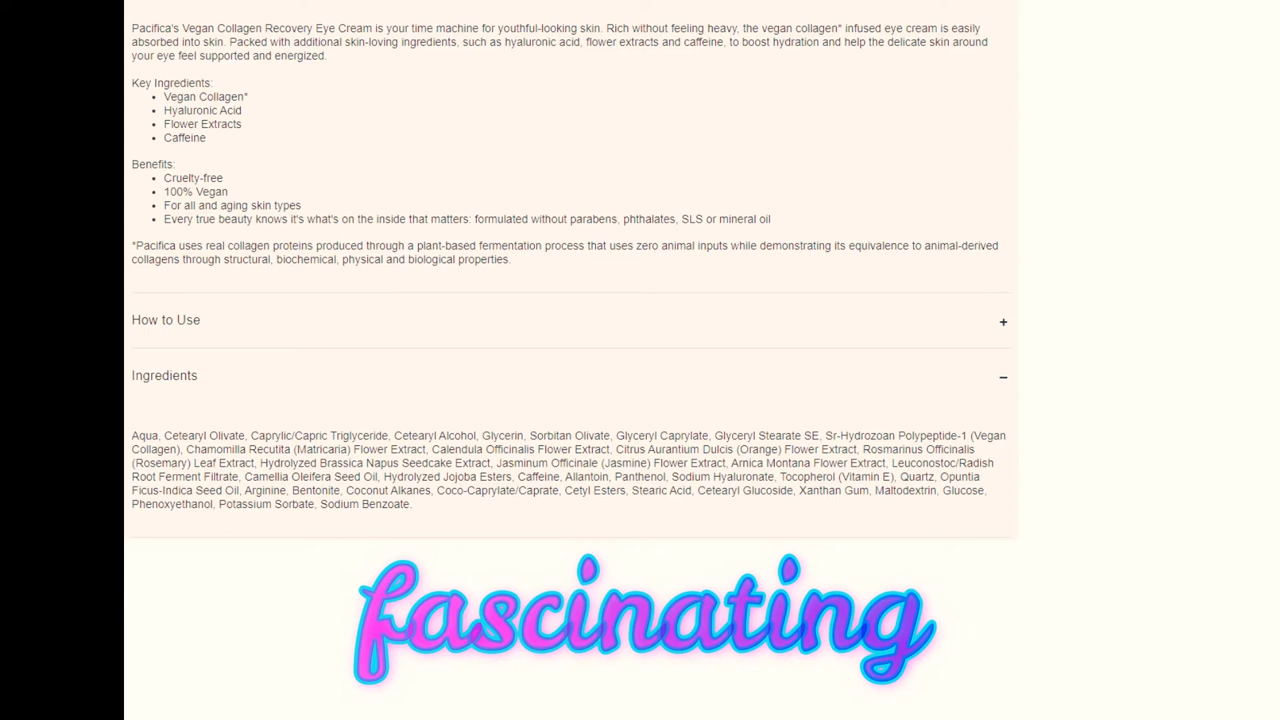 Pacifica's Vegan Collagen Recovery Eye Cream is your time machine for youthful-looking skin. Rich without feeling heavy, the vegan collagen* infused eye cream is easily
absorbed into skin. Packed with additional skin-loving ingredients, such as hyaluronic acid, flower extracts and caffeine, to boost hydration and help the delicate skin around
your eye feel supported and energized.
Key Ingredients:
• Vegan Collagen*
• Hyaluronic Acid
• Flower Extracts
• Caffeine
Benefits:
• Cruelty-free
• 100% Vegan
• For all and aging skin types
• Every true beauty knows it's what's on the inside that matters: formulated without parabens, phthalates, SLS or mineral oil
*Pacifica uses real collagen proteins produced through a plant-based fermentation process that uses zero animal inputs while demonstrating its equivalence to animal-derived
collagens through structural, biochemical, physical and biological properties.
How to Use +
Ingredients −
Aqua, Cetearyl Olivate, Caprylic/Capric Triglyceride, Cetearyl Alcohol, Glycerin, Sorbitan Olivate, Glyceryl Caprylate, Glyceryl Stearate SE, Sr-Hydrozoan Polypeptide-1 (Vegan
Collagen), Chamomilla Recutita (Matricaria) Flower Extract, Calendula Officinalis Flower Extract, Citrus Aurantium Dulcis (Orange) Flower Extract, Rosmarinus Officinalis
(Rosemary) Leaf Extract, Hydrolyzed Brassica Napus Seedcake Extract, Jasminum Officinale (Jasmine) Flower Extract, Arnica Montana Flower Extract, Leuconostoc/Radish
Root Ferment Filtrate, Camellia Oleifera Seed Oil, Hydrolyzed Jojoba Esters, Caffeine, Allantoin, Panthenol, Sodium Hyaluronate, Tocopherol (Vitamin E), Quartz, Opuntia
Ficus-Indica Seed Oil, Arginine, Bentonite, Coconut Alkanes, Coco-Caprylate/Caprate, Cetyl Esters, Stearic Acid, Cetearyl Glucoside, Xanthan Gum, Maltodextrin, Glucose,
Phenoxyethanol, Potassium Sorbate, Sodium Benzoate.
fascinating